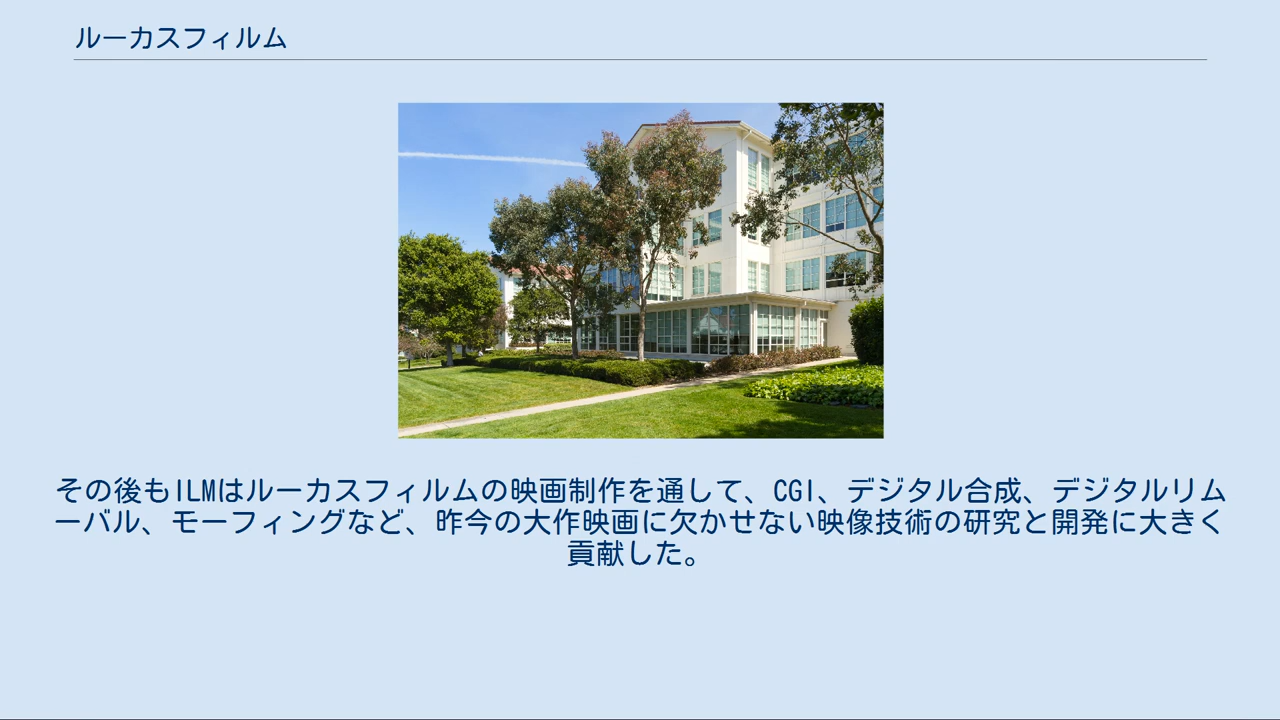 ルーカスフィルム
その後もILMはルーカスフィルムの映画制作を通して、CGI、デジタル合成、デジタルリム
ーバル、モーフィングなど、昨今の大作映画に欠かせない映像技術の研究と開発に大きく
貢献した。